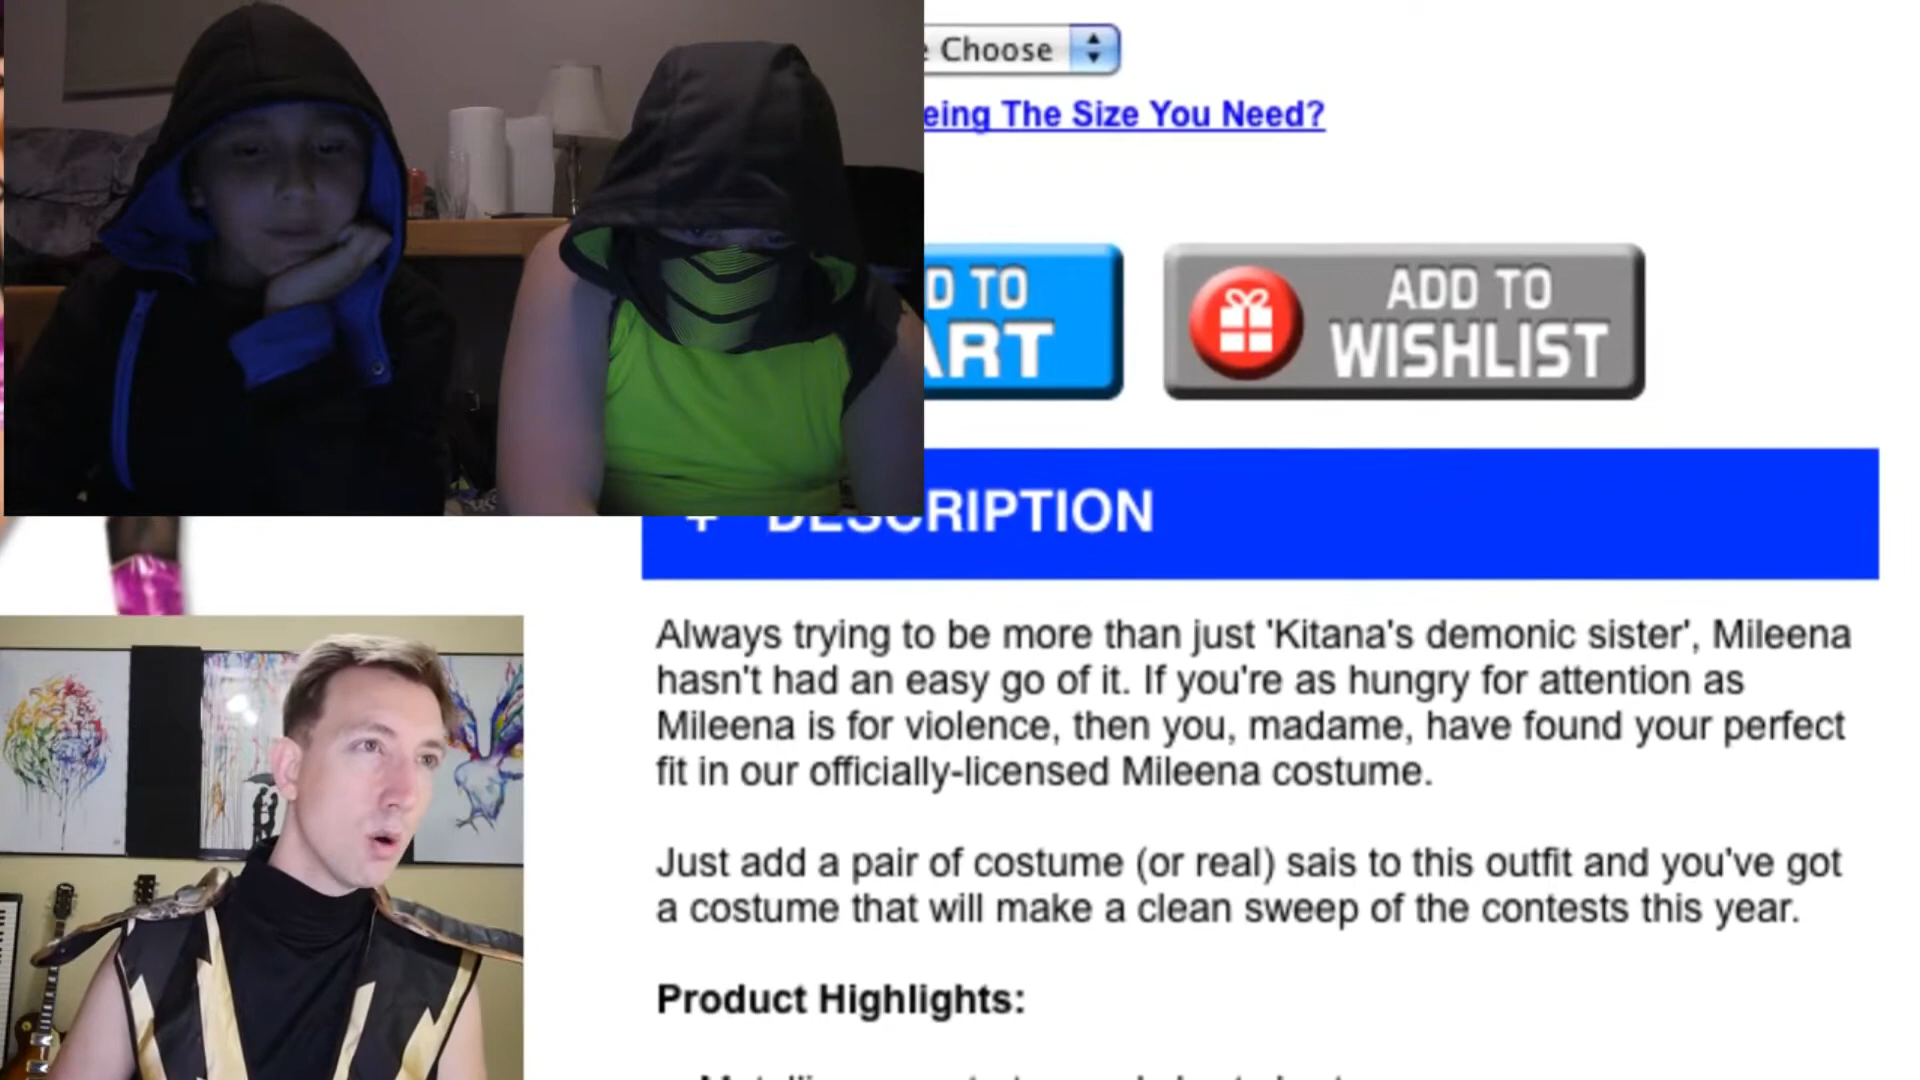 Choose
eing The Size You Need?
D TO
ART
ADD TO
WISHLIST
+ DESCRIPTION
Always trying to be more than just 'Kitana's demonic sister', Mileena
hasn't had an easy go of it. If you're as hungry for attention as
Mileena is for violence, then you, madame, have found your perfect
fit in our officially-licensed Mileena costume.
Just add a pair of costume (or real) sais to this outfit and you've got
a costume that will make a clean sweep of the contests this year.
Product Highlights: